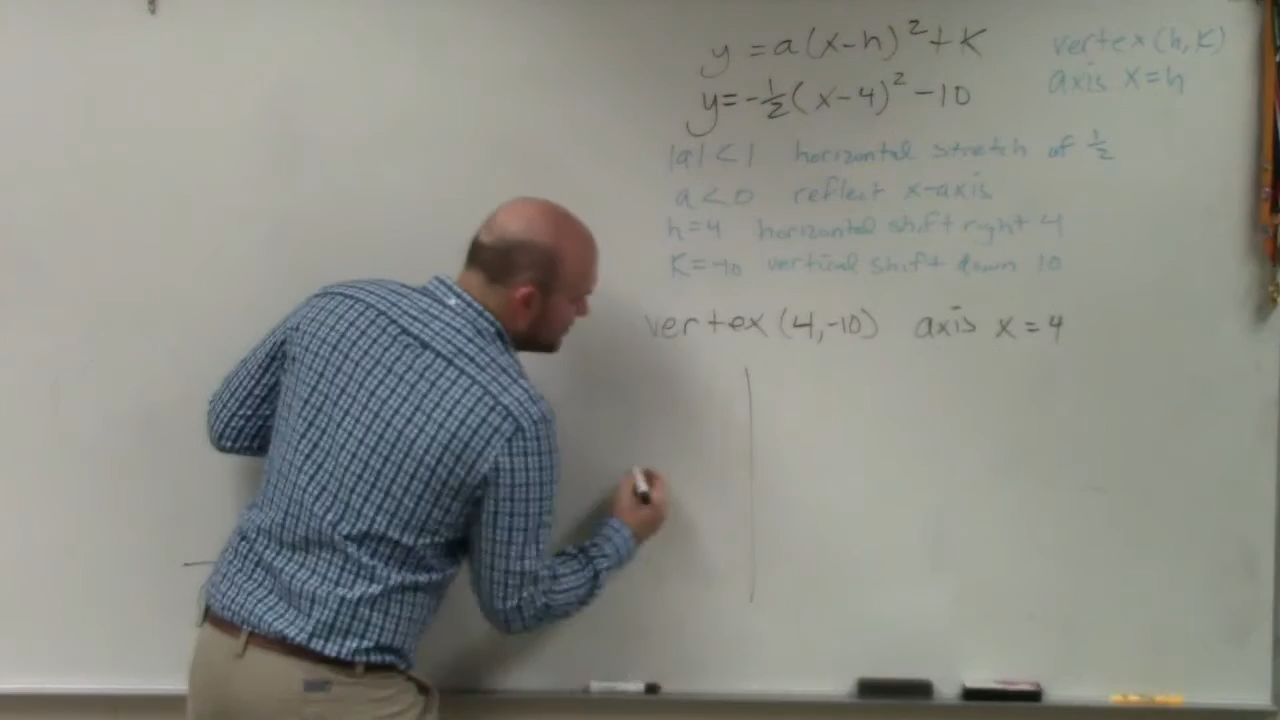 y = a(x-h)² + K
vertex (h, K)
y = -½(x-4)² - 10
axis x = h
|a| < 1 horizontal stretch of ½
a < 0 reflect x-axis
h = 4 horizontal shift right 4
K = -10 vertical shift down 10
vertex (4, -10) axis x = 4